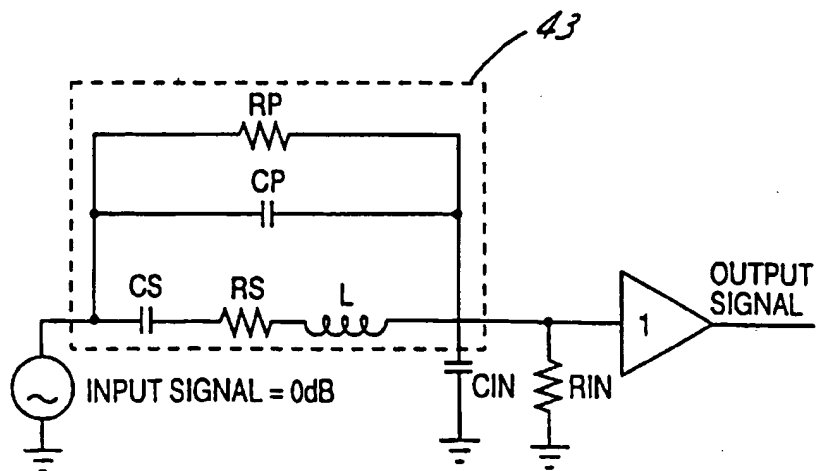 43
RP
CP
CS RS L
OUTPUT
SIGNAL
1
INPUT SIGNAL = 0dB
CIN RIN